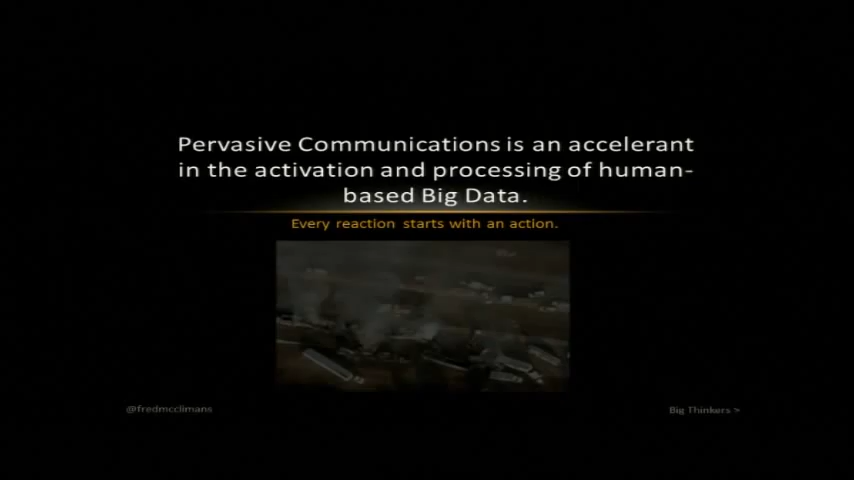 Pervasive Communications is an accelerant
in the activation and processing of human-
based Big Data.
Every reaction starts with an action.
@fredmcclimans
Big Thinkers >